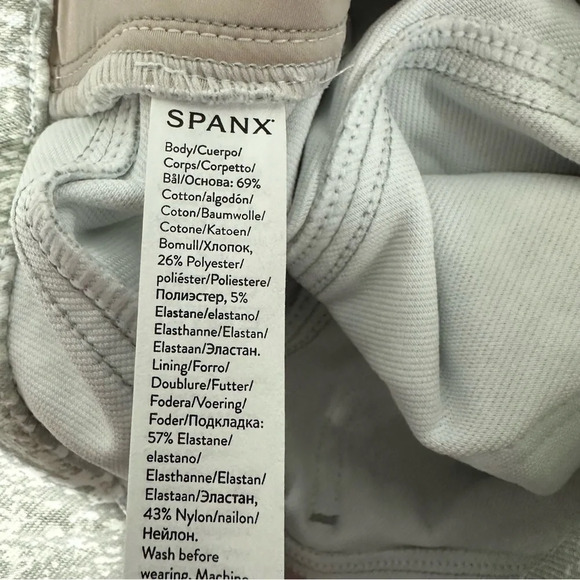 SPANX
Body/Cuerpo/
Corps/Corpetto/
Bål/Основа: 69%
Cotton/algodón/
Coton/Baumwolle/
Cotone/Katoen/
Bomull/Хлопок,
26% Polyester/
poliéster/Poliestere/
Полиэстер, 5%
Elastane/elastano/
Elasthanne/Elastan/
Elastaan/Эластан.
Lining/Forro/
Doublure/Futter/
Fodera/Voering/
Foder/Подкладка:
57% Elastane/
elastano/
Elasthanne/Elastan/
Elastaan/Эластан,
43% Nylon/nailon/
Нейлон.
Wash before
wearing. Machine